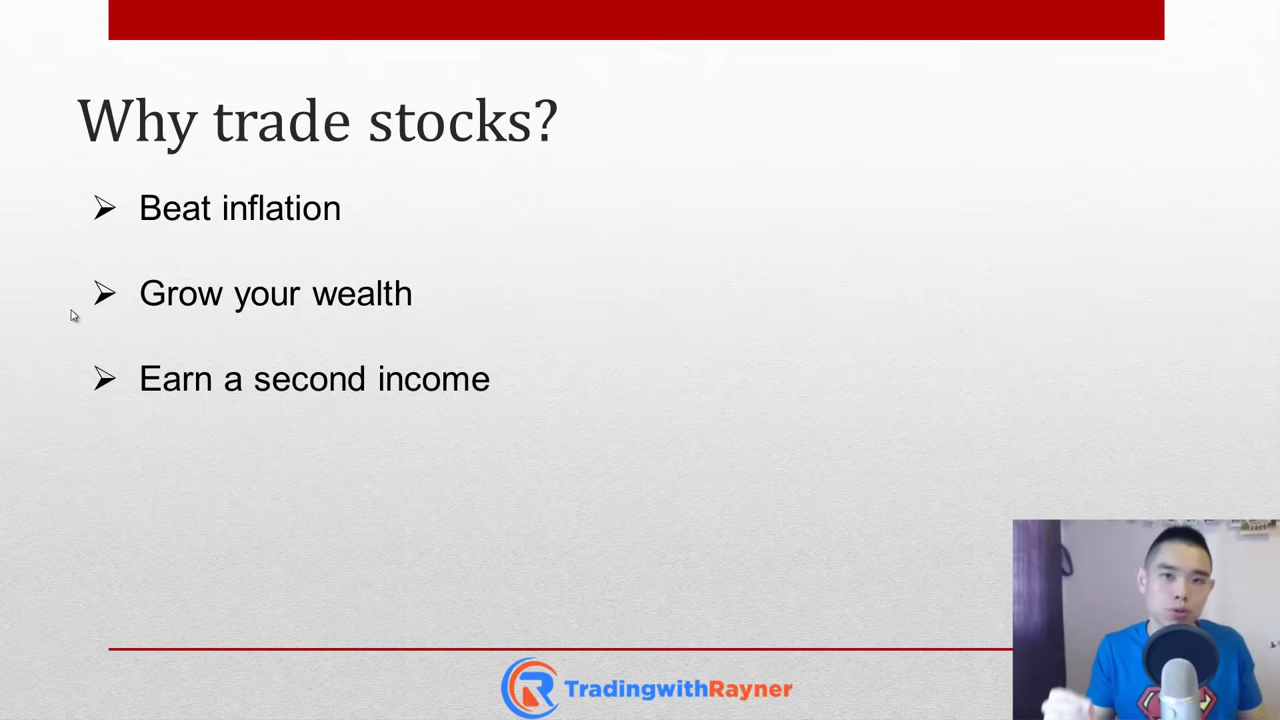 Why trade stocks?
Beat inflation
Grow your wealth
Earn a second income
TradingwithRayner